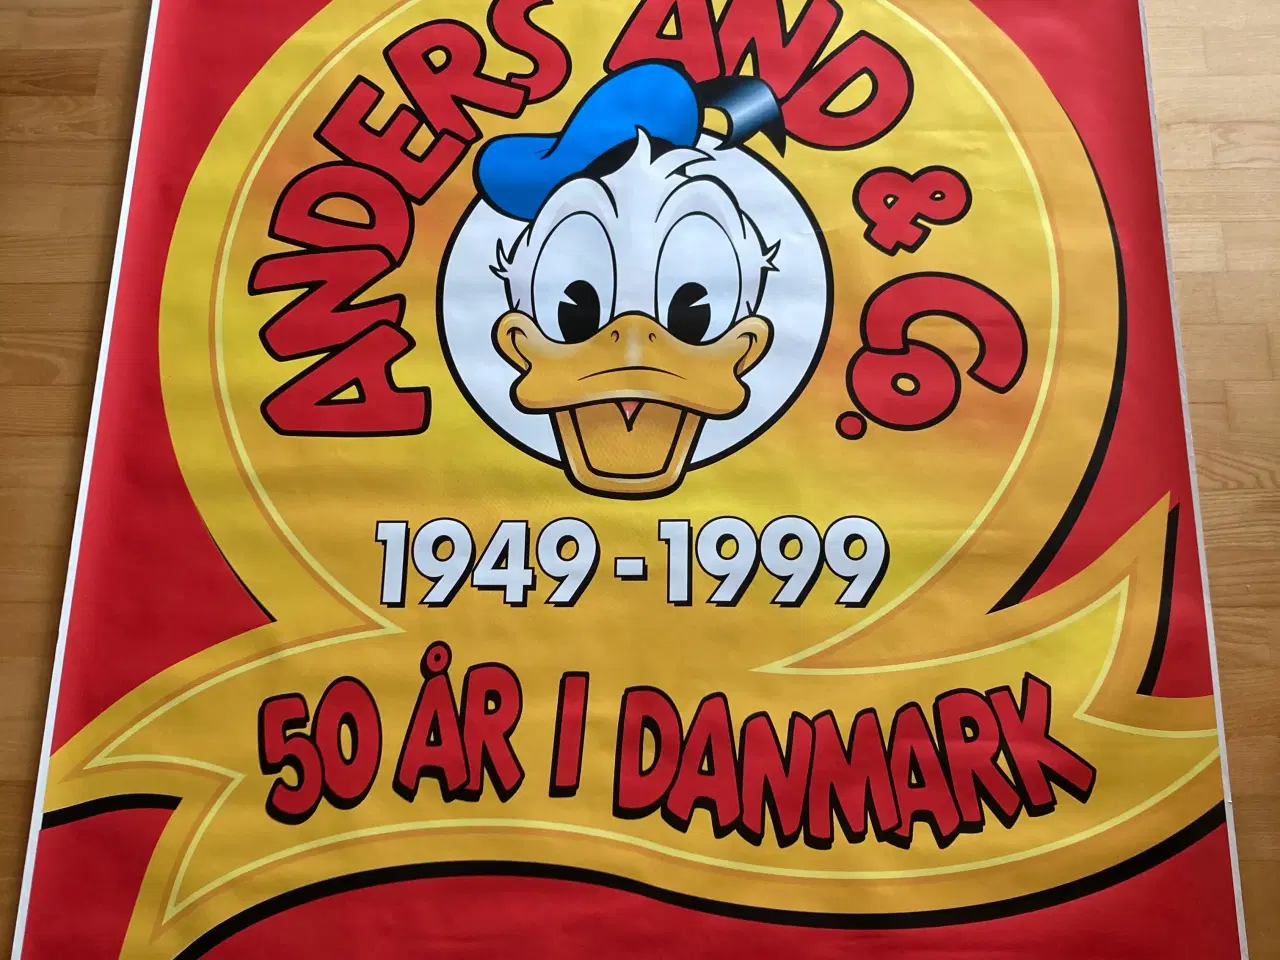 ANDERS AND & Co.
1949-1999
50 ÅR I DANMARK